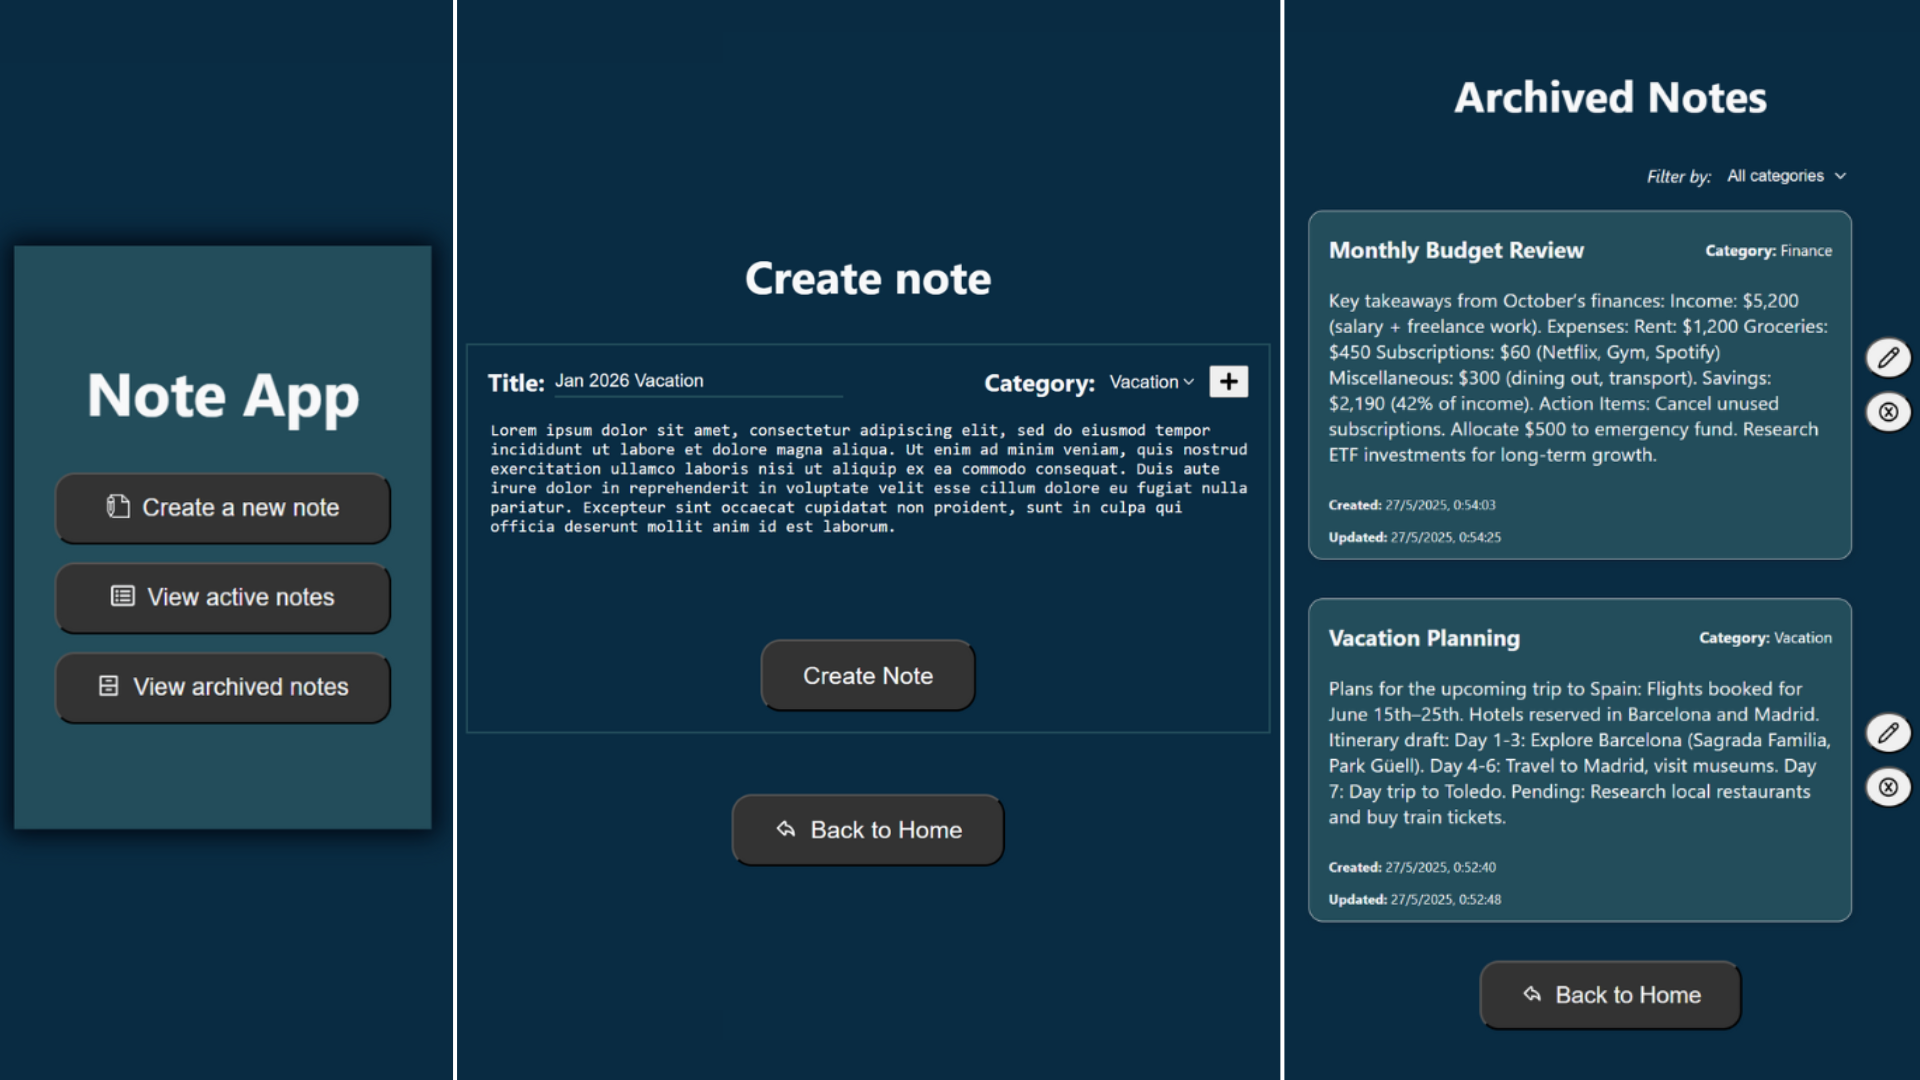 Note App
Create a new note
View active notes
View archived notes
Create note
Title: Jan 2026 Vacation
Category: Vacation
Lorem ipsum dolor sit amet, consectetur adipiscing elit, sed do eiusmod tempor
incididunt ut labore et dolore magna aliqua. Ut enim ad minim veniam, quis nostrud
exercitation ullamco laboris nisi ut aliquip ex ea commodo consequat. Duis aute
irure dolor in reprehenderit in voluptate velit esse cillum dolore eu fugiat nulla
pariatur. Excepteur sint occaecat cupidatat non proident, sunt in culpa qui
officia deserunt mollit anim id est laborum.
Create Note
Back to Home
Archived Notes
Filter by: All categories
Monthly Budget Review
Category: Finance
Key takeaways from October's finances: Income: $5,200
(salary + freelance work). Expenses: Rent: $1,200 Groceries:
$450 Subscriptions: $60 (Netflix, Gym, Spotify)
Miscellaneous: $300 (dining out, transport). Savings:
$2,190 (42% of income). Action Items: Cancel unused
subscriptions. Allocate $500 to emergency fund. Research
ETF investments for long-term growth.
Created: 27/5/2025, 0:54:03
Updated: 27/5/2025, 0:54:25
Vacation Planning
Category: Vacation
Plans for the upcoming trip to Spain: Flights booked for
June 15th–25th. Hotels reserved in Barcelona and Madrid.
Itinerary draft: Day 1-3: Explore Barcelona (Sagrada Familia,
Park Güell). Day 4-6: Travel to Madrid, visit museums. Day
7: Day trip to Toledo. Pending: Research local restaurants
and buy train tickets.
Created: 27/5/2025, 0:52:40
Updated: 27/5/2025, 0:52:48
Back to Home